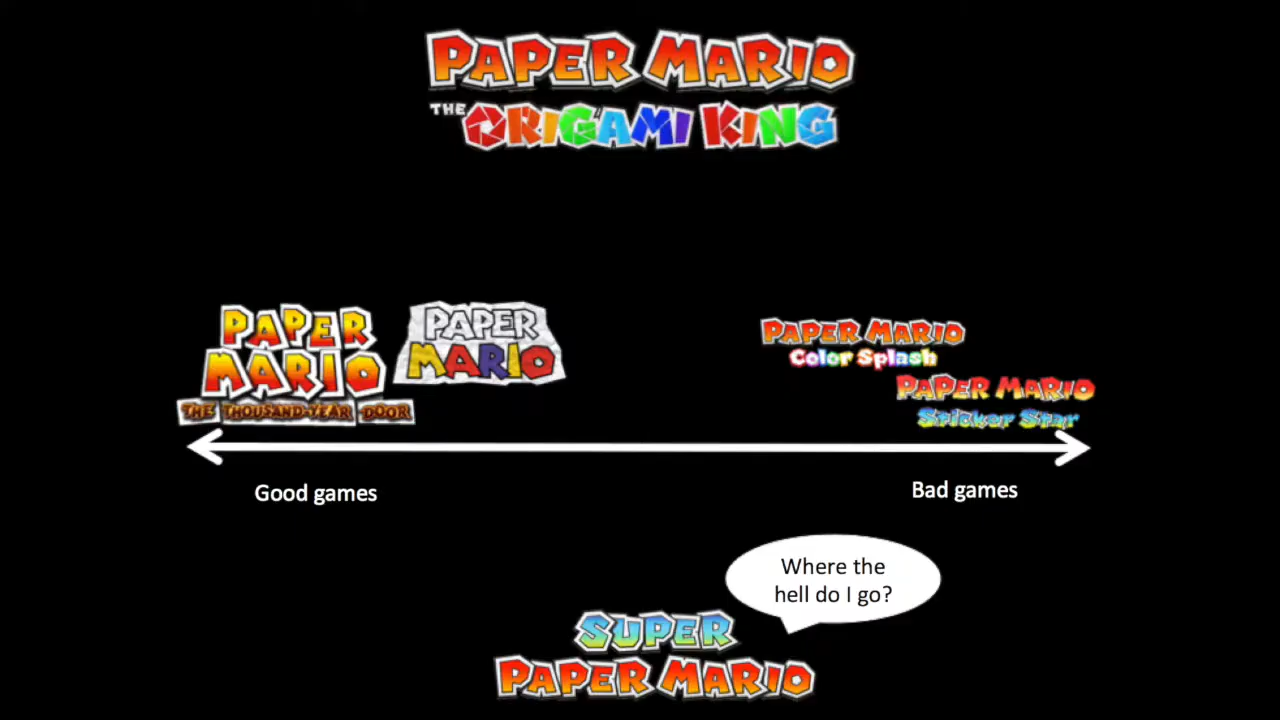 PAPER MARIO
THE ORIGAMI KING
PAPER
MARIO
THE THOUSAND-YEAR DOOR
PAPER
MARIO
PAPER MARIO
Color Splash
PAPER MARIO
Sticker Star
Good games
Bad games
Where the
hell do I go?
SUPER
PAPER MARIO